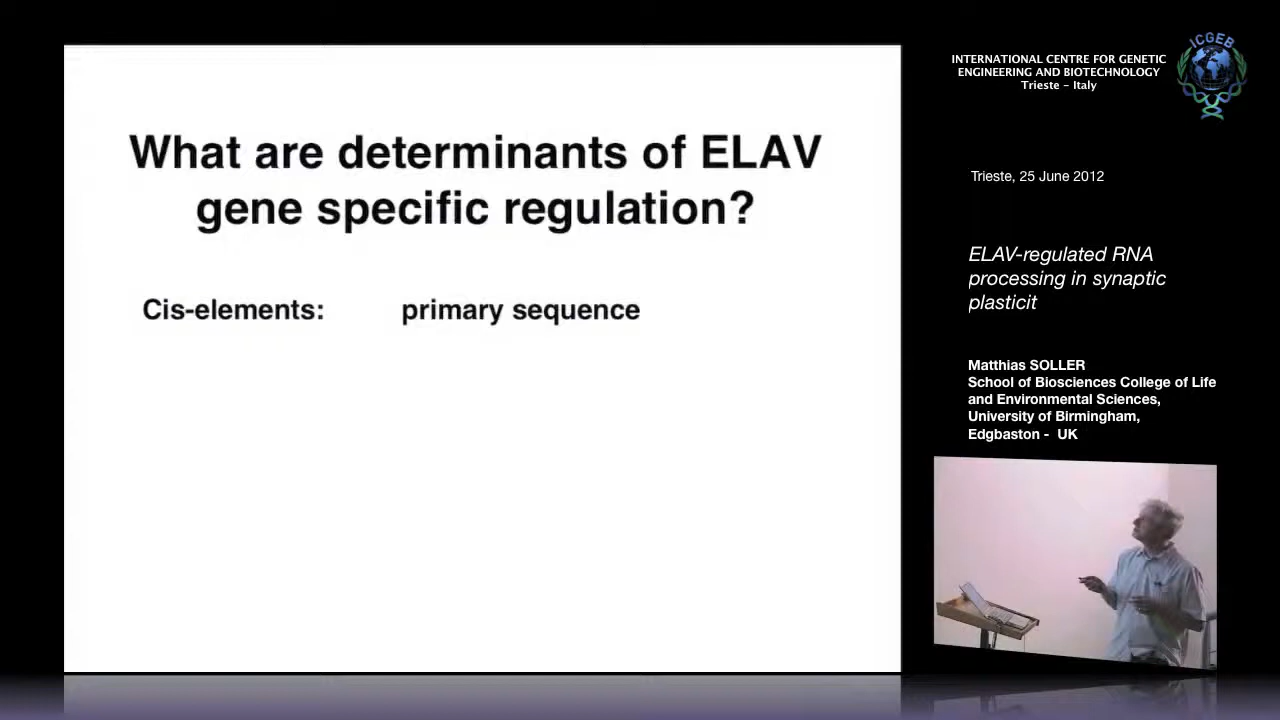 What are determinants of ELAV
gene specific regulation?
Cis-elements: primary sequence
INTERNATIONAL CENTRE FOR GENETIC
ENGINEERING AND BIOTECHNOLOGY
Trieste - Italy
ICGEB
Trieste, 25 June 2012
ELAV-regulated RNA
processing in synaptic
plasticit
Matthias SOLLER
School of Biosciences College of Life
and Environmental Sciences,
University of Birmingham,
Edgbaston - UK